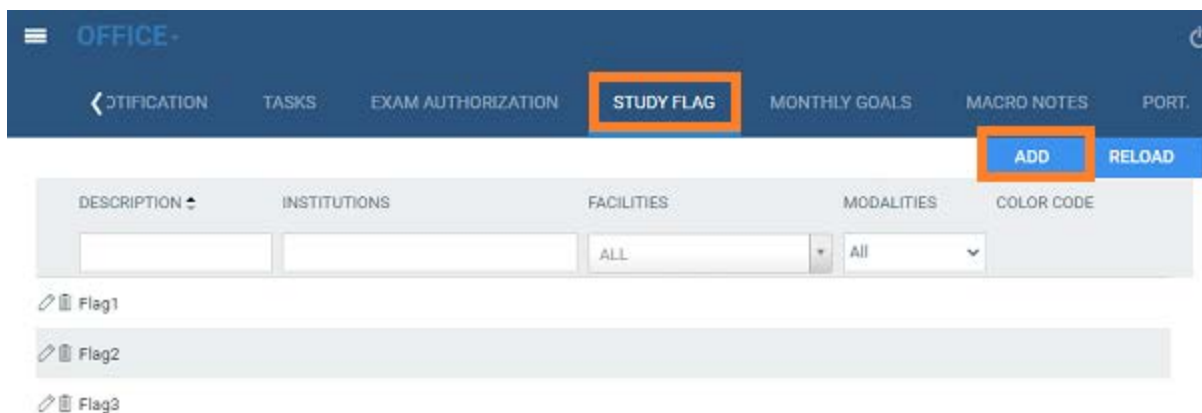 OFFICE
OTIFICATION TASKS EXAM AUTHORIZATION STUDY FLAG MONTHLY GOALS MACRO NOTES PORT.
ADD RELOAD
DESCRIPTION INSTITUTIONS FACILITIES MODALITIES COLOR CODE
ALL All
Flag1
Flag2
Flag3